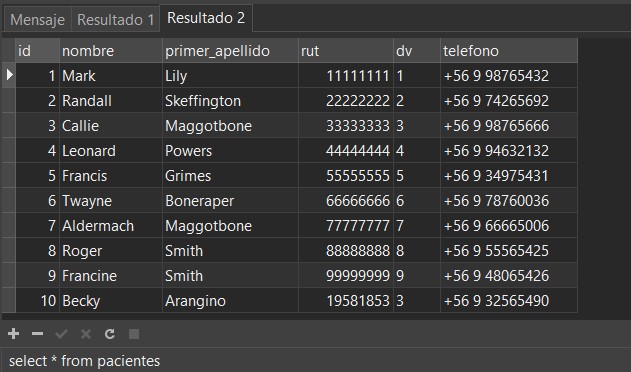 Mensaje Resultado 1 Resultado 2
id nombre primer_apellido rut dv telefono
1 Mark Lily 11111111 1 +56 9 98765432
2 Randall Skeffington 22222222 2 +56 9 74265692
3 Callie Maggotbone 33333333 3 +56 9 98765666
4 Leonard Powers 44444444 4 +56 9 94632132
5 Francis Grimes 55555555 5 +56 9 34975431
6 Twayne Boneraper 66666666 6 +56 9 78760036
7 Aldermach Maggotbone 77777777 7 +56 9 66665006
8 Roger Smith 88888888 8 +56 9 55565425
9 Francine Smith 99999999 9 +56 9 48065426
10 Becky Arangino 19581853 3 +56 9 32565490
select * from pacientes